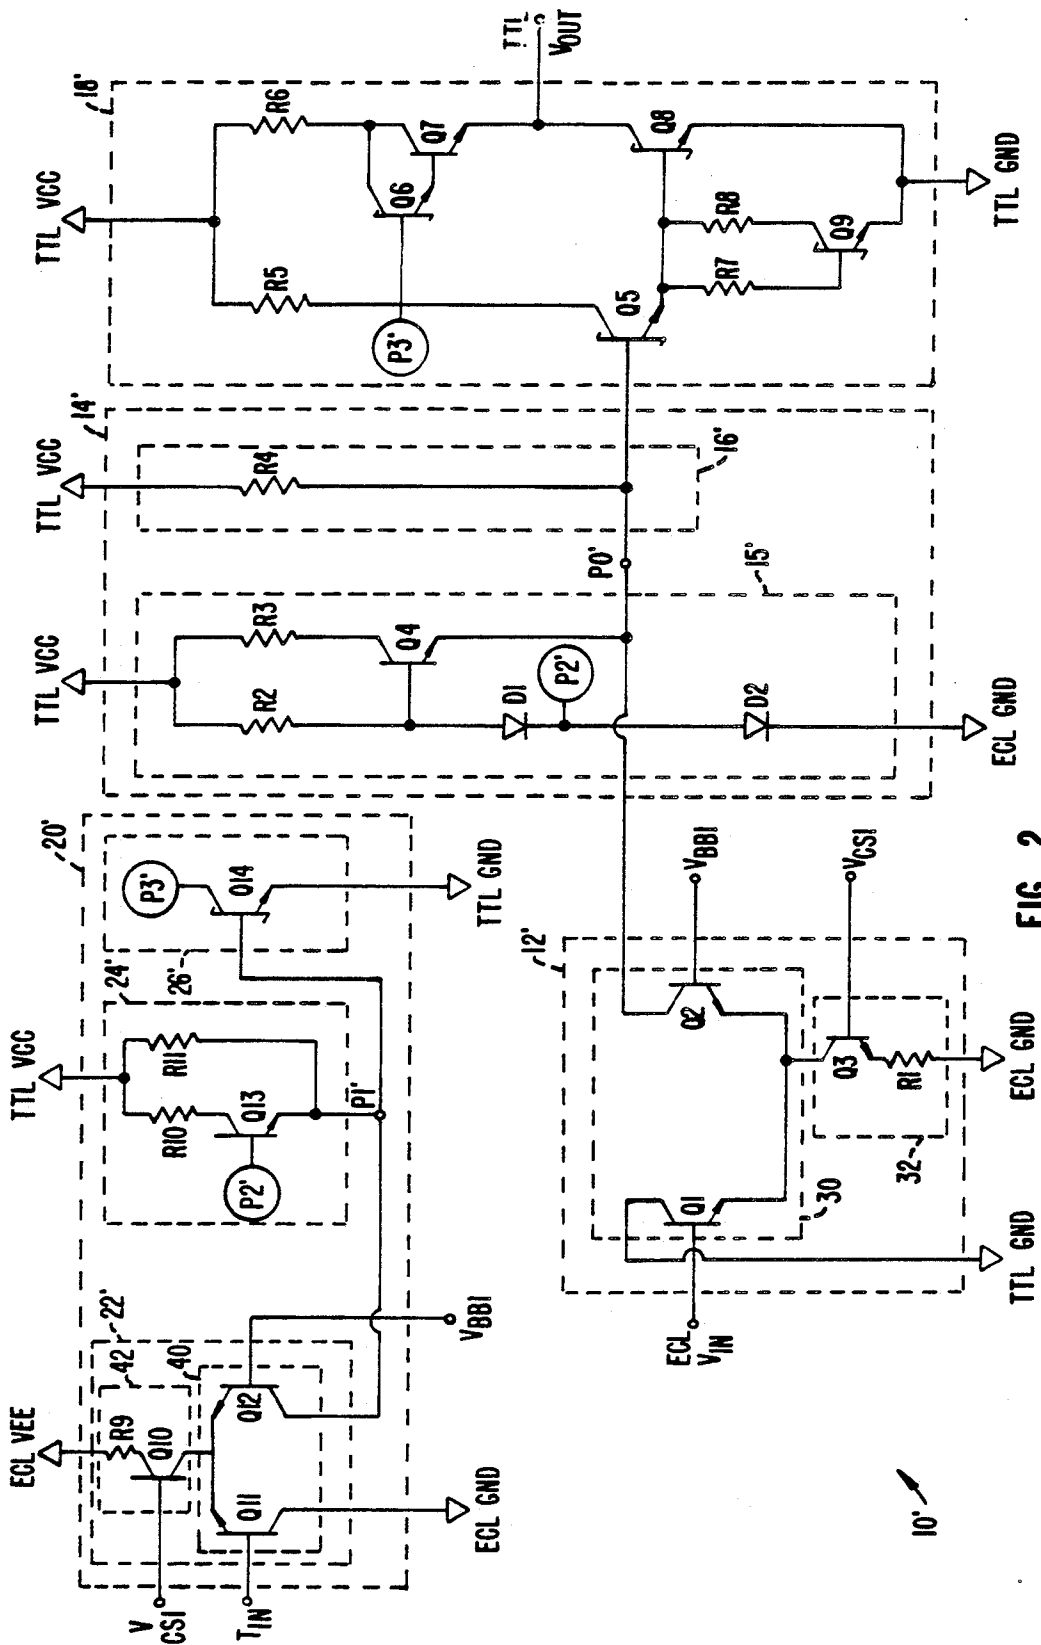 20'
22'
42
ECL VEE
R9
Q10
V
CSI
40
Q11
Q12
TIN
VBBI
ECL GND
TTL VCC
24'
R10
R11
Q13
P2'
P1'
26'
P3'
Q14
TTL GND
14'
TTL VCC
R2
R3
Q4
D1
P2'
D2
15'
ECL GND
P0'
TTL VCC
R4
16'
18'
TTL VCC
R5
R6
P3'
Q6
Q7
TTL
VOUT
Q5
Q8
R7
R8
Q9
TTL GND
12'
ECL
VIN
Q1
Q2
VBBI
30
Q3
VCSI
R1
32
TTL GND
ECL GND
10'
FIG. 2